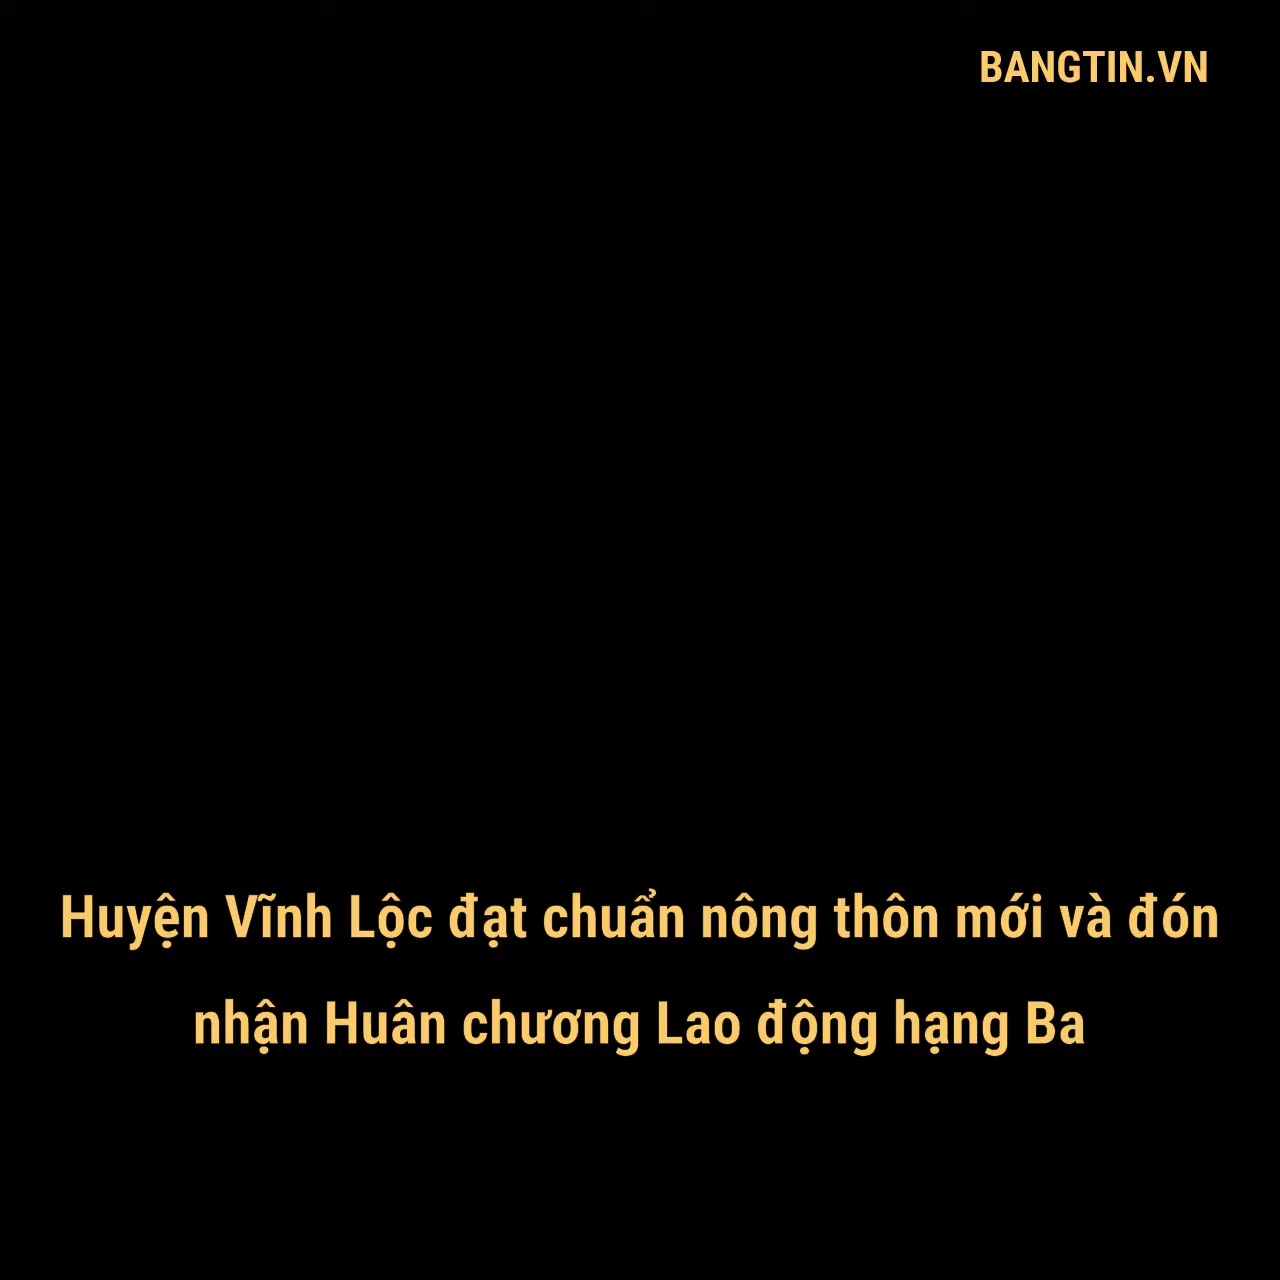 BANGTIN.VN
Huyện Vĩnh Lộc đạt chuẩn nông thôn mới và đón
nhận Huân chương Lao động hạng Ba